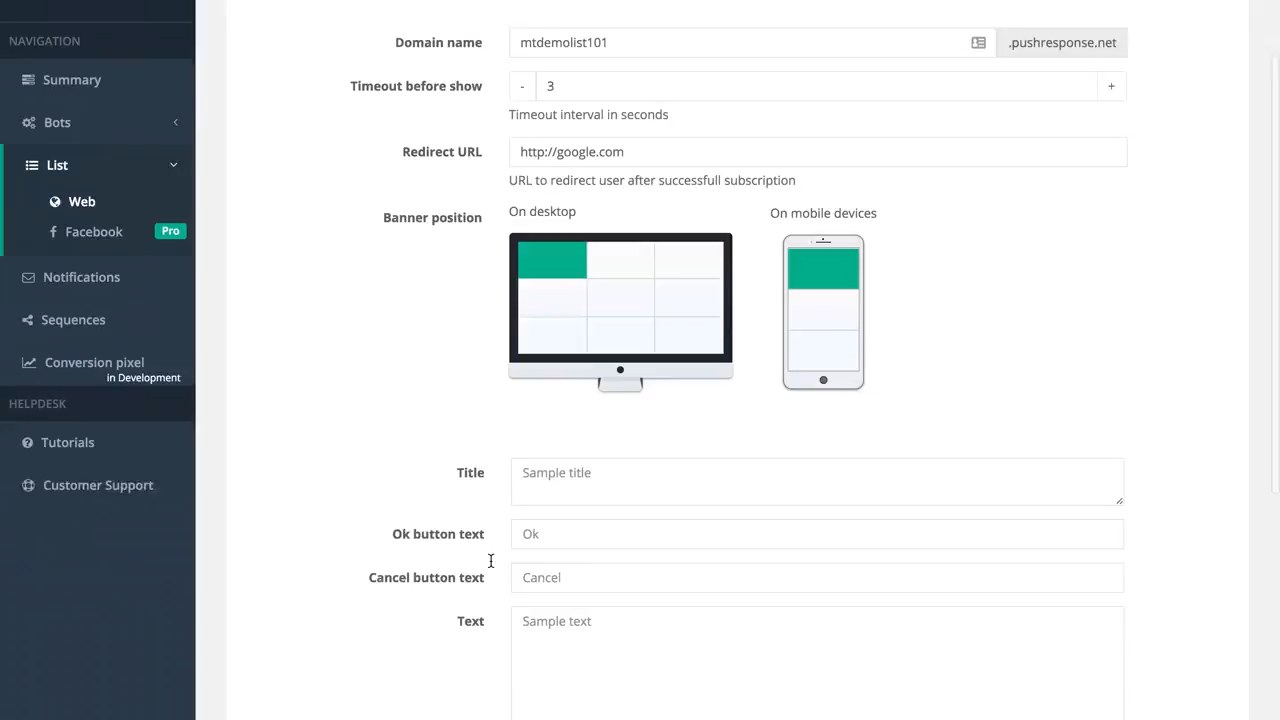 NAVIGATION
Summary
Bots
List
Web
Facebook Pro
Notifications
Sequences
Conversion pixel
in Development
HELPDESK
Tutorials
Customer Support
Domain name mtdemolist101 .pushresponse.net
Timeout before show - 3 +
Timeout interval in seconds
Redirect URL http://google.com
URL to redirect user after successfull subscription
Banner position On desktop On mobile devices
Title Sample title
Ok button text Ok
Cancel button text Cancel
Text Sample text